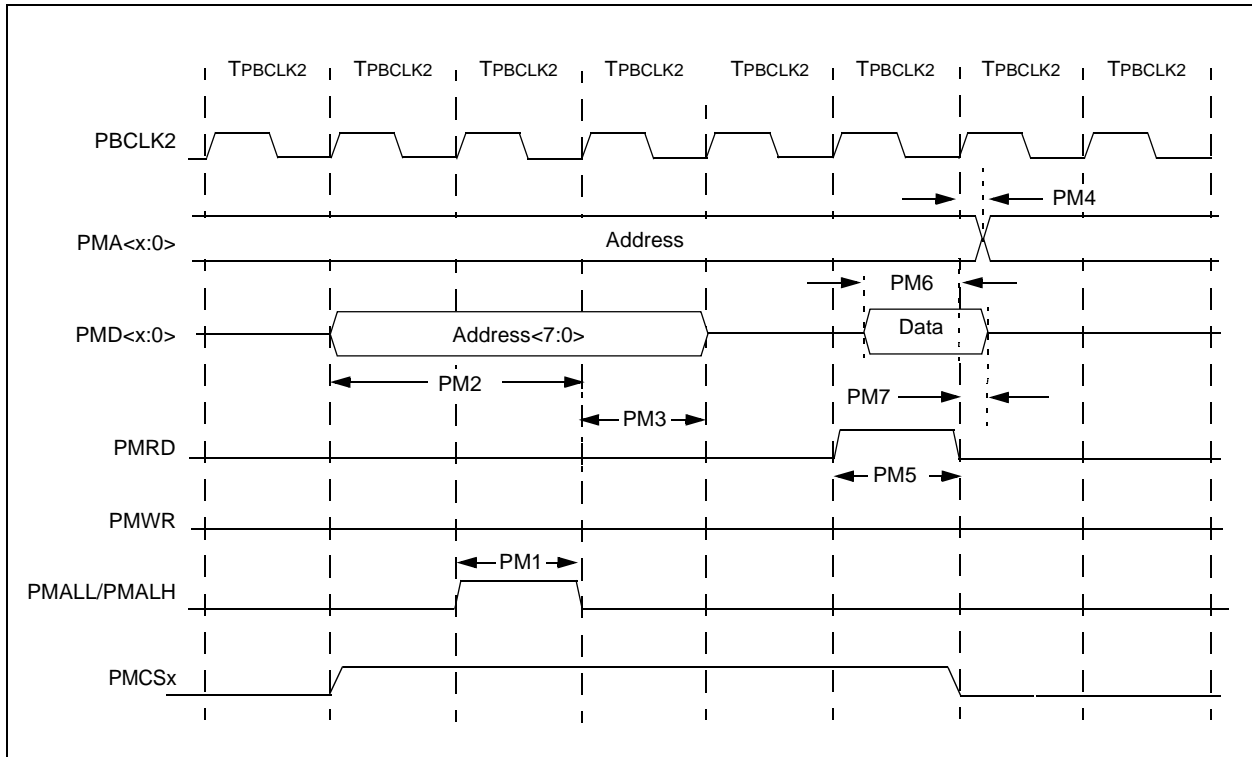 TPBCLK2 TPBCLK2 TPBCLK2 TPBCLK2 TPBCLK2 TPBCLK2 TPBCLK2 TPBCLK2
PBCLK2
PM4
PMA<x:0>
Address
PM6
PMD<x:0>
Address<7:0>
Data
PM2
PM7
PM3
PMRD
PM5
PMWR
PM1
PMALL/PMALH
PMCSx